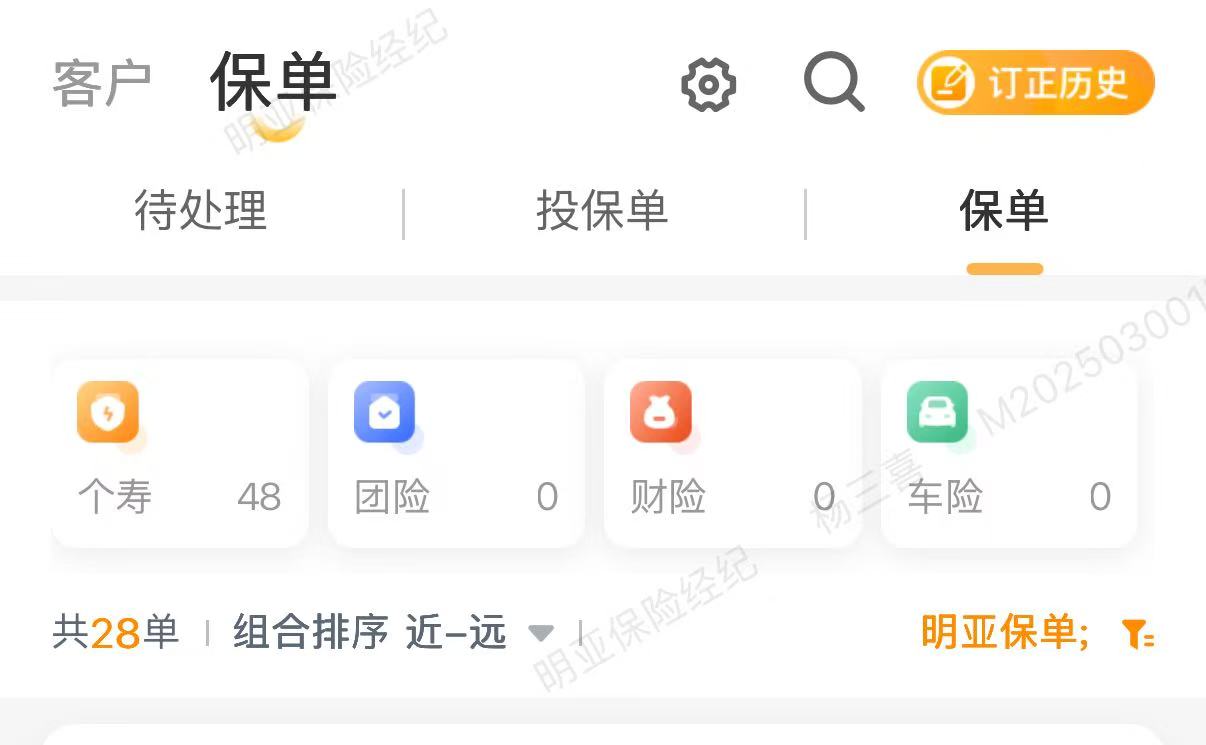 客户 保单 订正历史
待处理 投保单 保单
个寿 48 团险 0 财险 0 车险 0
共28单 组合排序 近-远 明亚保单;
明亚保险经纪
杨三喜 M202503001
明亚保险经纪